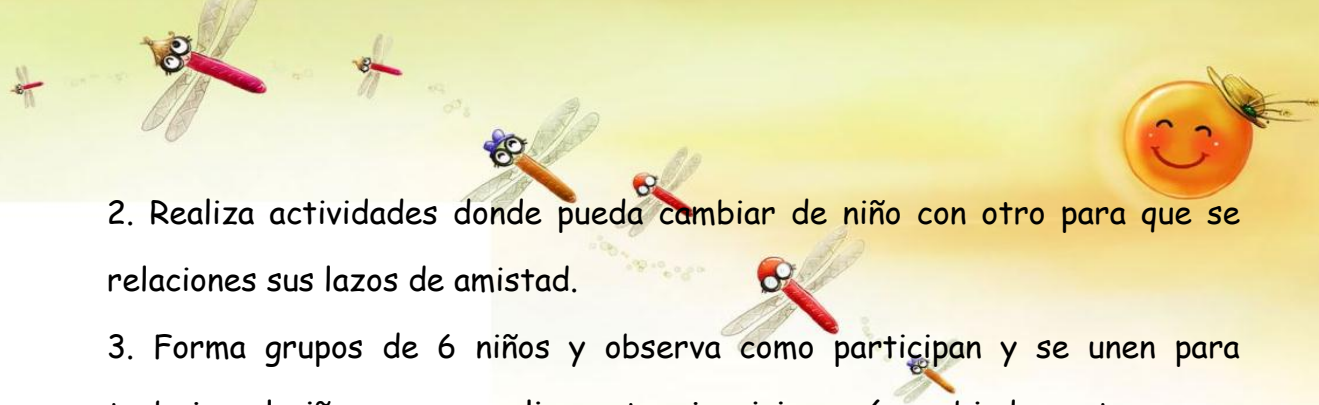 2. Realiza actividades donde pueda cambiar de niño con otro para que se
relaciones sus lazos de amistad.
3. Forma grupos de 6 niños y observa como participan y se unen para